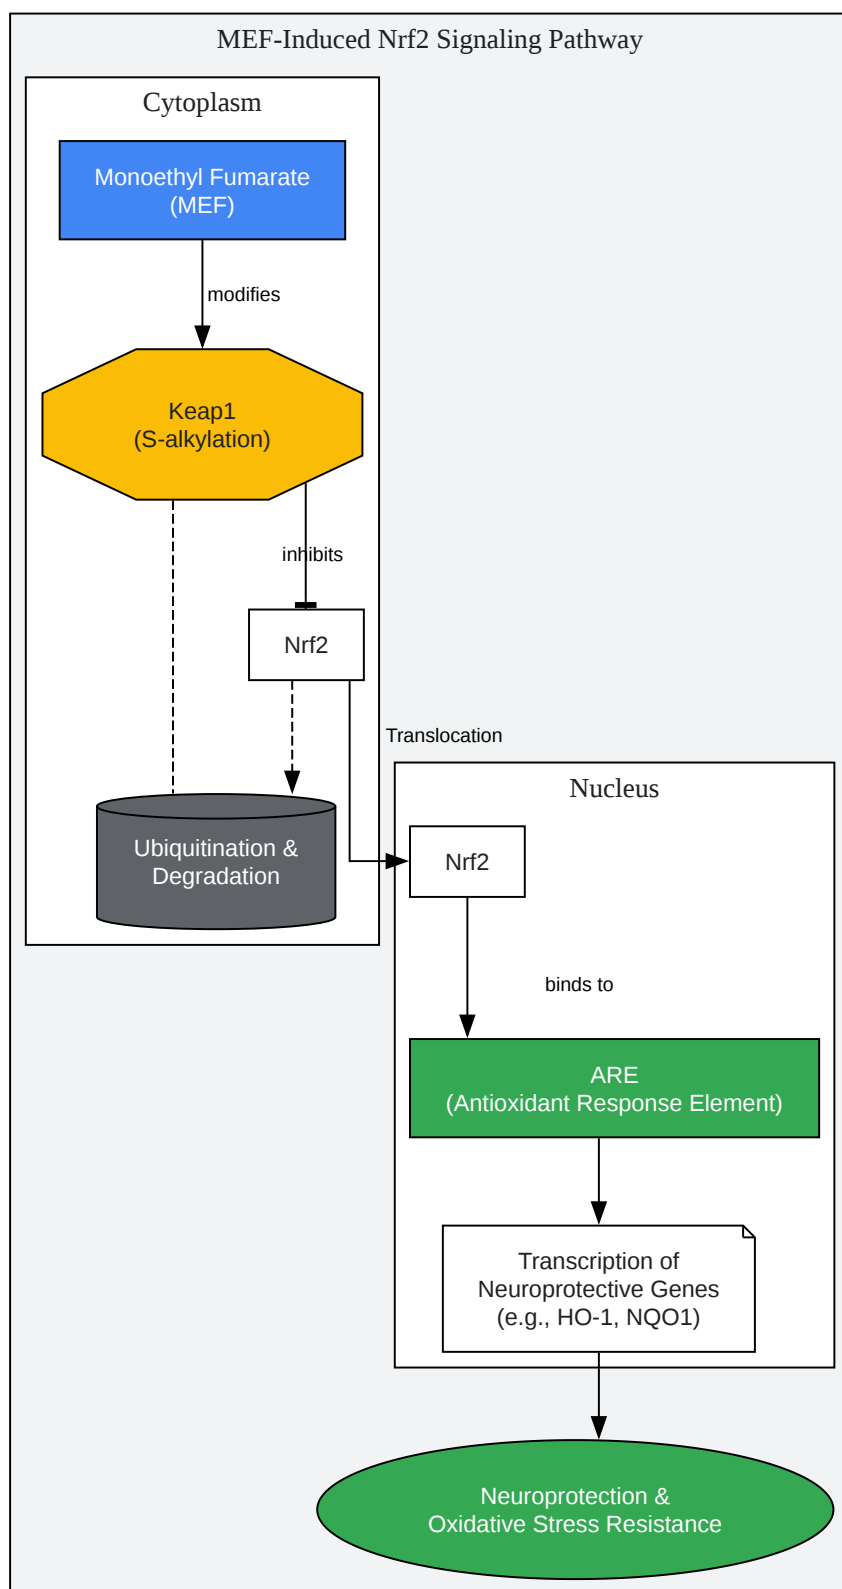 MEF-Induced Nrf2 Signaling Pathway
Cytoplasm
Monoethyl Fumarate
(MEF)
modifies
Keap1
(S-alkylation)
inhibits
Nrf2
Translocation
Nucleus
Ubiquitination &
Degradation
Nrf2
binds to
ARE
(Antioxidant Response Element)
Transcription of
Neuroprotective Genes
(e.g., HO-1, NQO1)
Neuroprotection &
Oxidative Stress Resistance